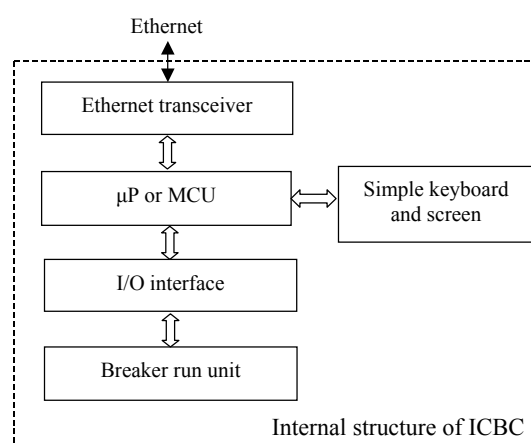 Ethernet
Ethernet transceiver
μP or MCU
Simple keyboard
and screen
I/O interface
Breaker run unit
Internal structure of ICBC